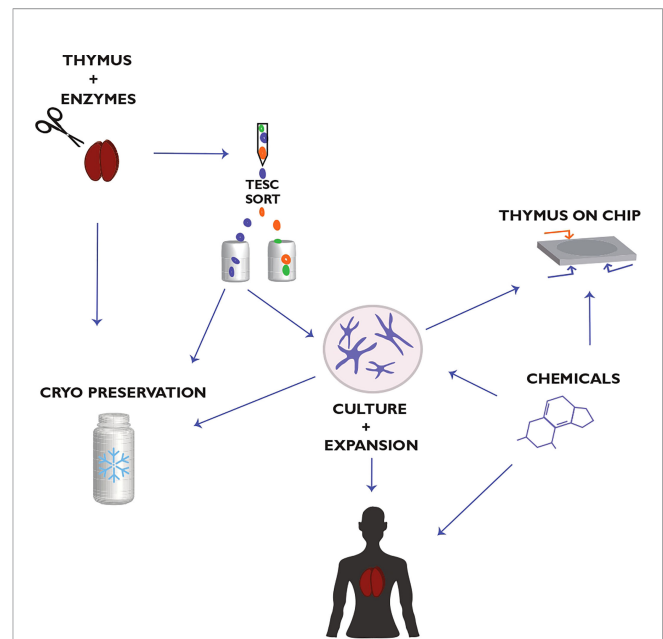 THYMUS
+
ENZYMES
TESC
SORT
THYMUS ON CHIP
CRYO PRESERVATION
CULTURE
+
EXPANSION
CHEMICALS